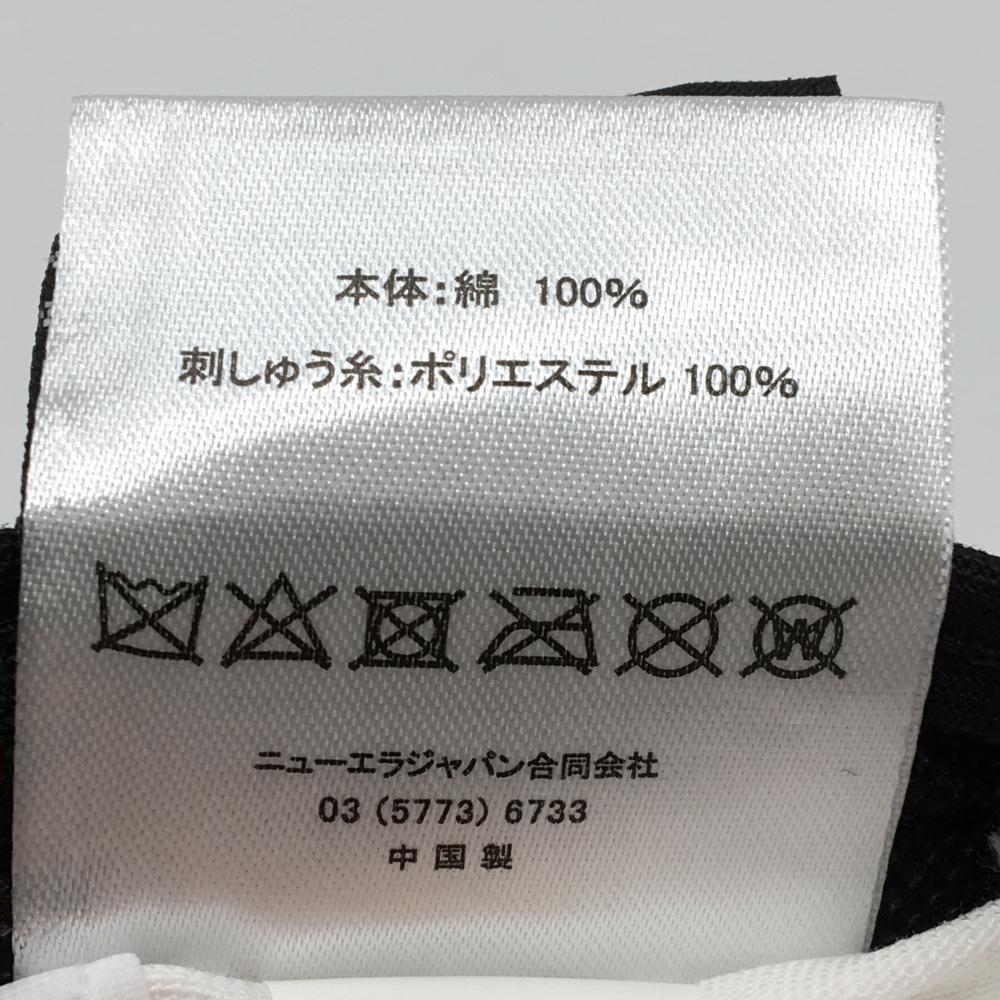 本体:綿 100%
刺しゅう糸:ポリエステル 100%
W
ニューエラジャパン合同会社
03 (5773) 6733
中国製